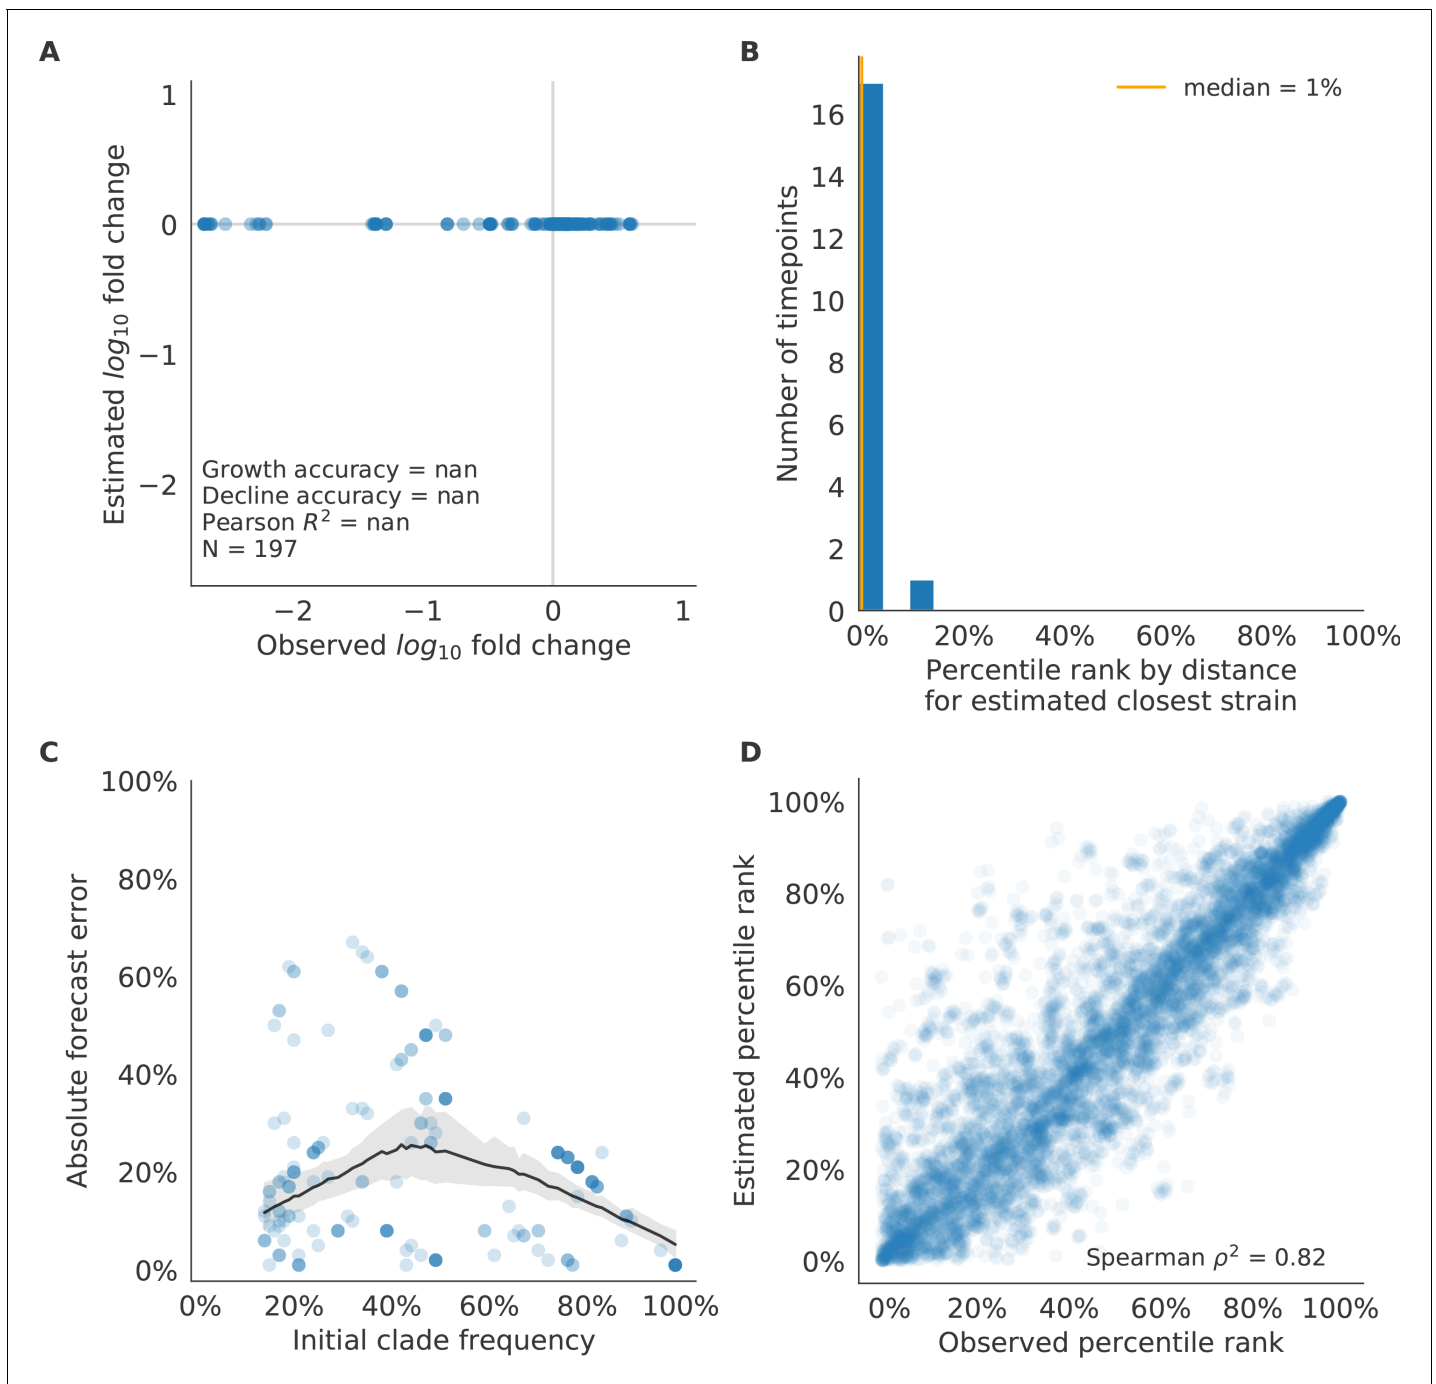 A
1
0
−1
−2
Estimated log10 fold change
Growth accuracy = nan
Decline accuracy = nan
Pearson R² = nan
N = 197
−2 −1 0 1
Observed log10 fold change
B
median = 1%
16
14
12
10
8
6
4
2
0
Number of timepoints
0% 20% 40% 60% 80% 100%
Percentile rank by distance
for estimated closest strain
C
100%
80%
60%
40%
20%
0%
Absolute forecast error
0% 20% 40% 60% 80% 100%
Initial clade frequency
D
100%
80%
60%
40%
20%
0%
Estimated percentile rank
Spearman ρ² = 0.82
0% 20% 40% 60% 80% 100%
Observed percentile rank